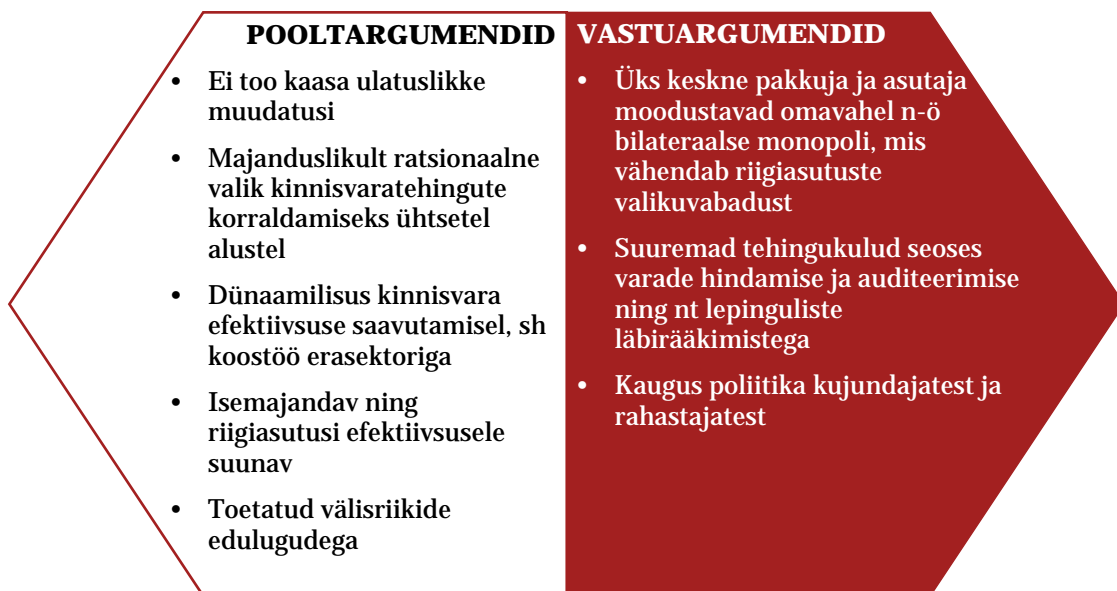 POOLTARGUMENDID
• Ei too kaasa ulatuslikke
muudatusi
• Majanduslikult ratsionaalne
valik kinnisvaratehingute
korraldamiseks ühtsetel
alustel
• Dünaamilisus kinnisvara
efektiivsuse saavutamisel, sh
koostöö erasektoriga
• Isemajandav ning
riigiasutusi efektiivsusele
suunav
• Toetatud välisriikide
edulugudega
VASTUARGUMENDID
• Üks keskne pakkuja ja asutaja
moodustavad omavahel n-ö
bilateraalse monopoli, mis
vähendab riigiasutuste
valikuvabadust
• Suuremad tehingukulud seoses
varade hindamise ja auditeerimise
ning nt lepinguliste
läbirääkimistega
• Kaugus poliitika kujundajatest ja
rahastajatest